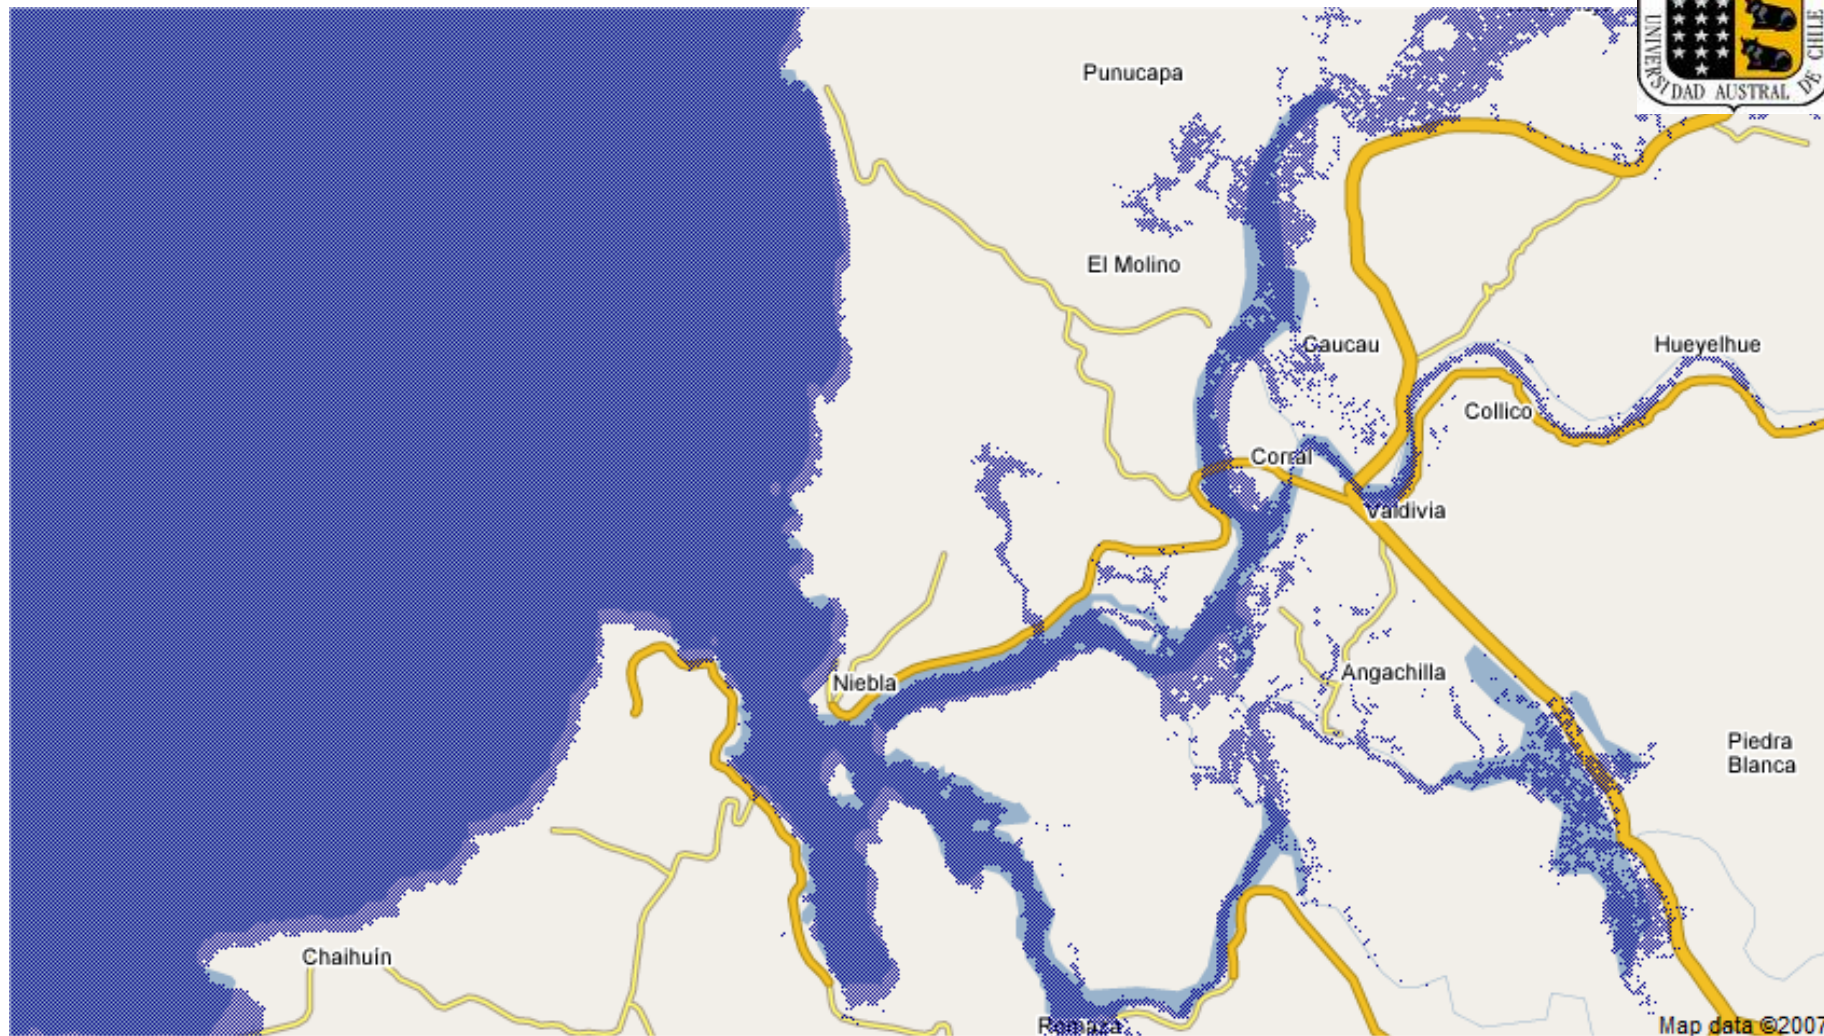 UNIVERSIDAD AUSTRAL DE CHILE
Punucapa
El Molino
Caucau
Hueyelhue
Collico
Corral
Valdivia
Niebla
Angachilla
Piedra
Blanca
Chaihuín
Romaza
Map data ©2007